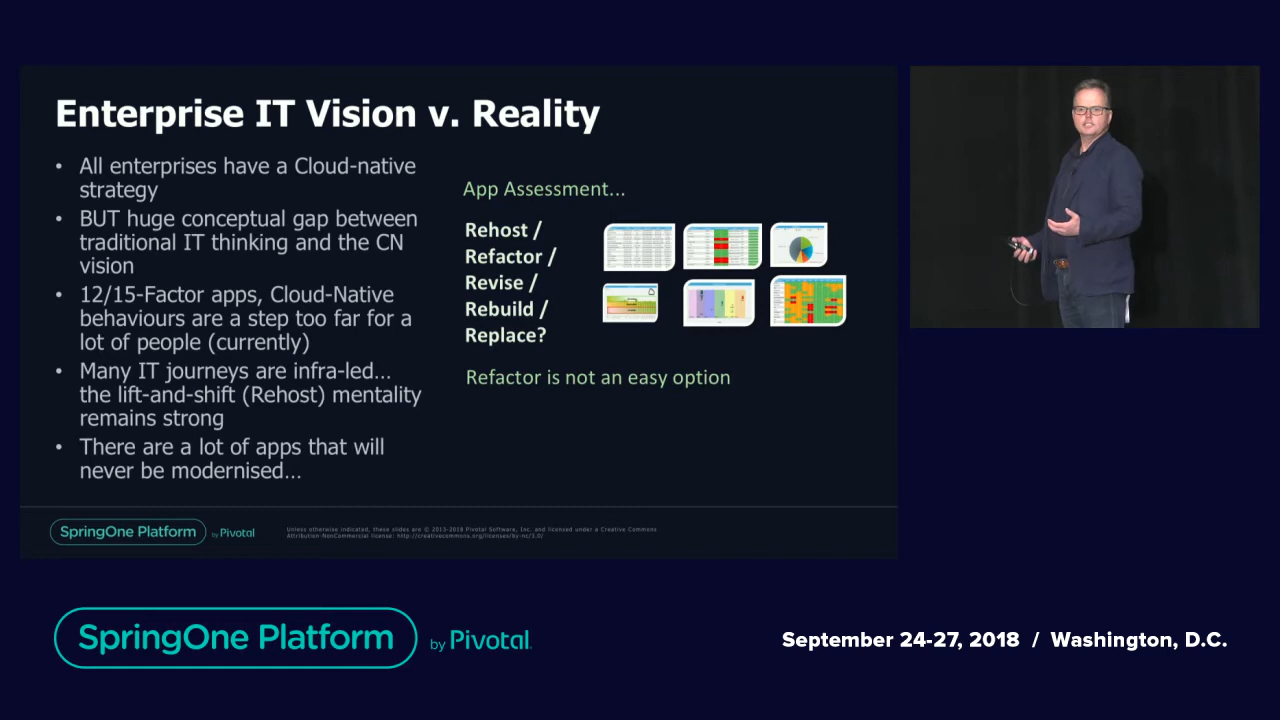 Enterprise IT Vision v. Reality
• All enterprises have a Cloud-native
strategy
• BUT huge conceptual gap between
traditional IT thinking and the CN
vision
• 12/15-Factor apps, Cloud-Native
behaviours are a step too far for a
lot of people (currently)
• Many IT journeys are infra-led...
the lift-and-shift (Rehost) mentality
remains strong
• There are a lot of apps that will
never be modernised...
App Assessment...
Rehost /
Refactor /
Revise /
Rebuild /
Replace?
Refactor is not an easy option
SpringOne Platform by Pivotal
Unless otherwise indicated, these slides are © 2013-2018 Pivotal Software, Inc. and licensed under a Creative Commons
Attribution-NonCommercial license: http://creativecommons.org/licenses/by-nc/3.0/
SpringOne Platform by Pivotal.
September 24-27, 2018 / Washington, D.C.